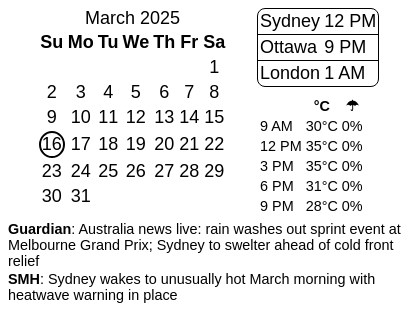 March 2025
Su Mo Tu We Th Fr Sa
1
2 3 4 5 6 7 8
9 10 11 12 13 14 15
16 17 18 19 20 21 22
23 24 25 26 27 28 29
30 31
Sydney 12 PM
Ottawa 9 PM
London 1 AM
°C ☂
9 AM 30°C 0%
12 PM 35°C 0%
3 PM 35°C 0%
6 PM 31°C 0%
9 PM 28°C 0%
Guardian: Australia news live: rain washes out sprint event at
Melbourne Grand Prix; Sydney to swelter ahead of cold front
relief
SMH: Sydney wakes to unusually hot March morning with
heatwave warning in place